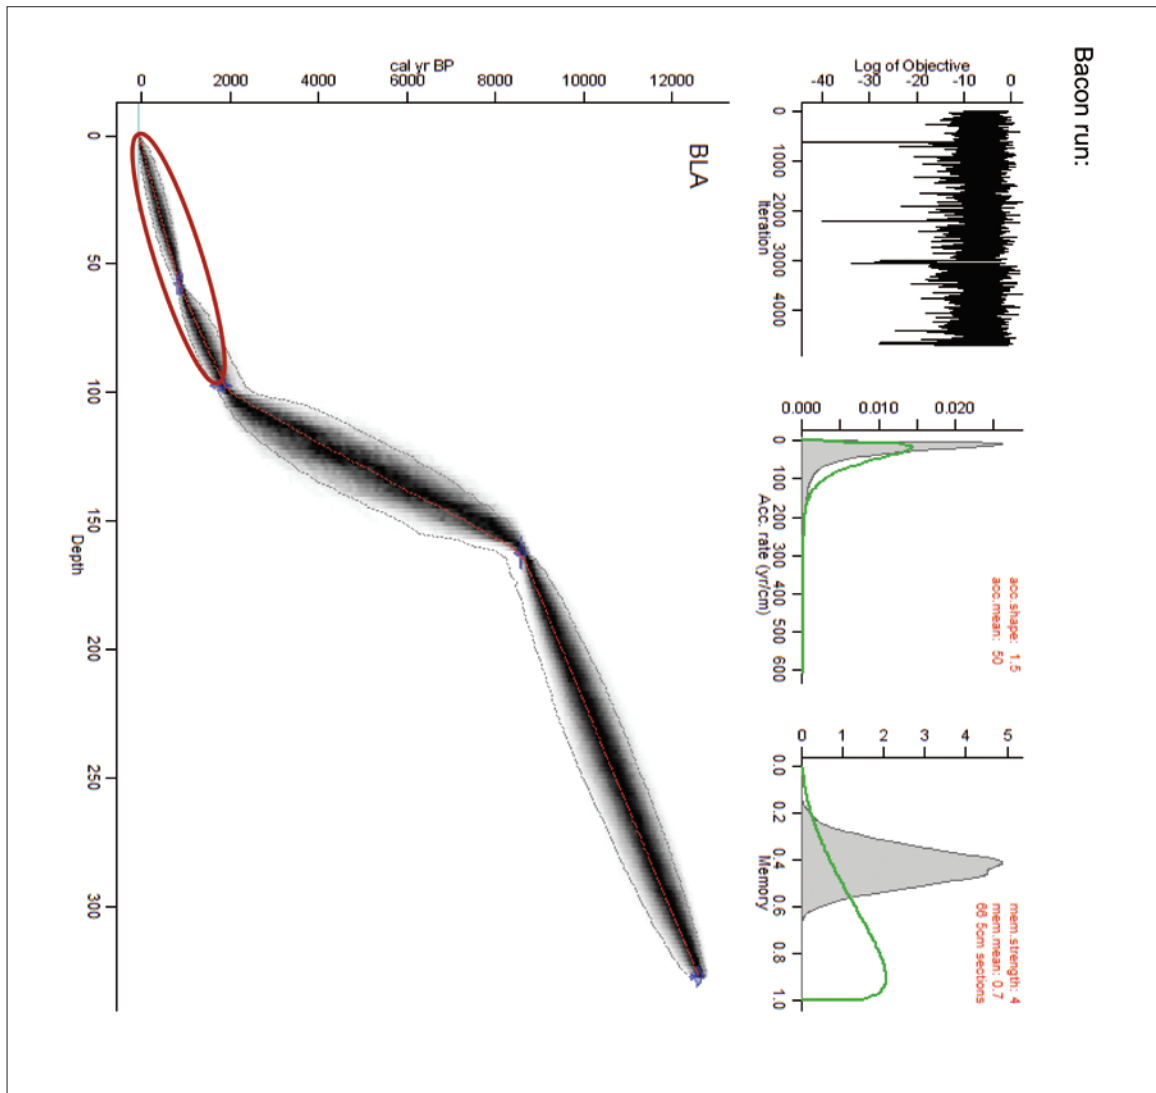 Bacon run:
Log of Objective
-40 -30 -20 -10 0
0 1000 2000 3000 4000
Iteration
0.000 0.010 0.020
0 100 200 300 400 500 600
Acc. rate (yr/cm)
acc.shape: 1.5
acc.mean: 50
0 1 2 3 4 5
0.0 0.2 0.4 0.6 0.8 1.0
Memory
mem.strength: 4
mem.mean: 0.7
66 5cm sections
cal yr BP
0 2000 4000 6000 8000 10000 12000
BLA
0 50 100 150 200 250 300
Depth